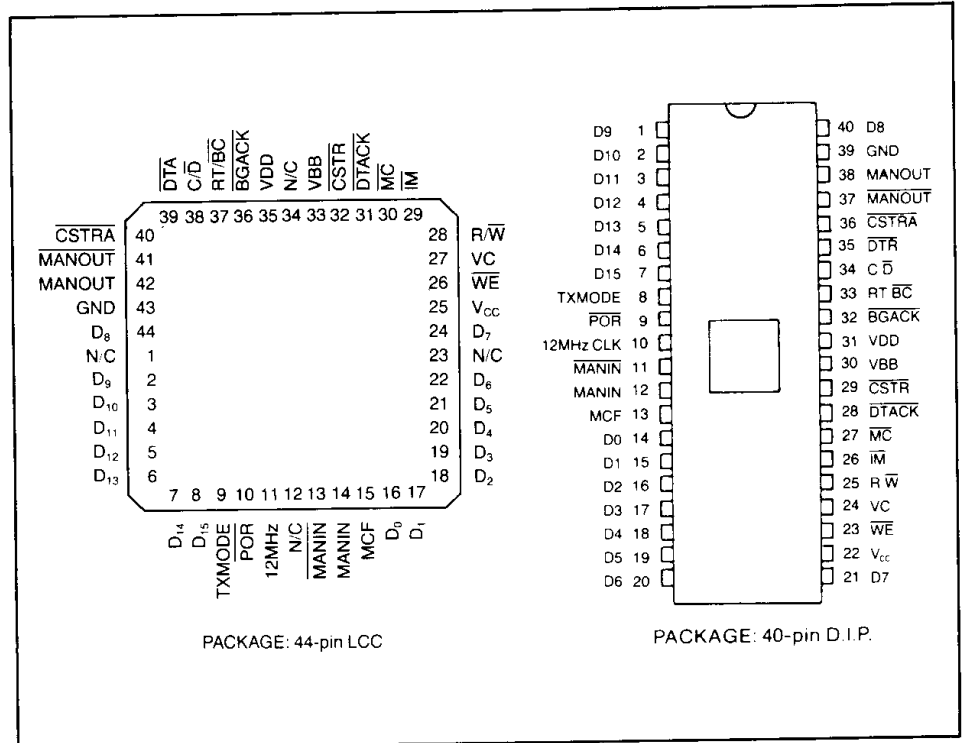 DTA
C/D
RT/BC
BGACK
VDD
N/C
VBB
CSTR
DTACK
MC
IM
39 38 37 36 35 34 33 32 31 30 29
CSTRA 40
MANOUT 41
MANOUT 42
GND 43
D₈ 44
N/C 1
D₉ 2
D₁₀ 3
D₁₁ 4
D₁₂ 5
D₁₃ 6
28 R/W
27 VC
26 WE
25 Vcc
24 D₇
23 N/C
22 D₆
21 D₅
20 D₄
19 D₃
18 D₂
7 8 9 10 11 12 13 14 15 16 17
D₁₄
D₁₅
TXMODE
POR
12MHz
N/C
MANIN
MANIN
MCF
D₀
D₁
PACKAGE: 44-pin LCC
D9 1
D10 2
D11 3
D12 4
D13 5
D14 6
D15 7
TXMODE 8
POR 9
12MHz CLK 10
MANIN 11
MANIN 12
MCF 13
D0 14
D1 15
D2 16
D3 17
D4 18
D5 19
D6 20
40 D8
39 GND
38 MANOUT
37 MANOUT
36 CSTRA
35 DTR
34 C D
33 RT BC
32 BGACK
31 VDD
30 VBB
29 CSTR
28 DTACK
27 MC
26 IM
25 R W
24 VC
23 WE
22 Vcc
21 D7
PACKAGE: 40-pin D.I.P.